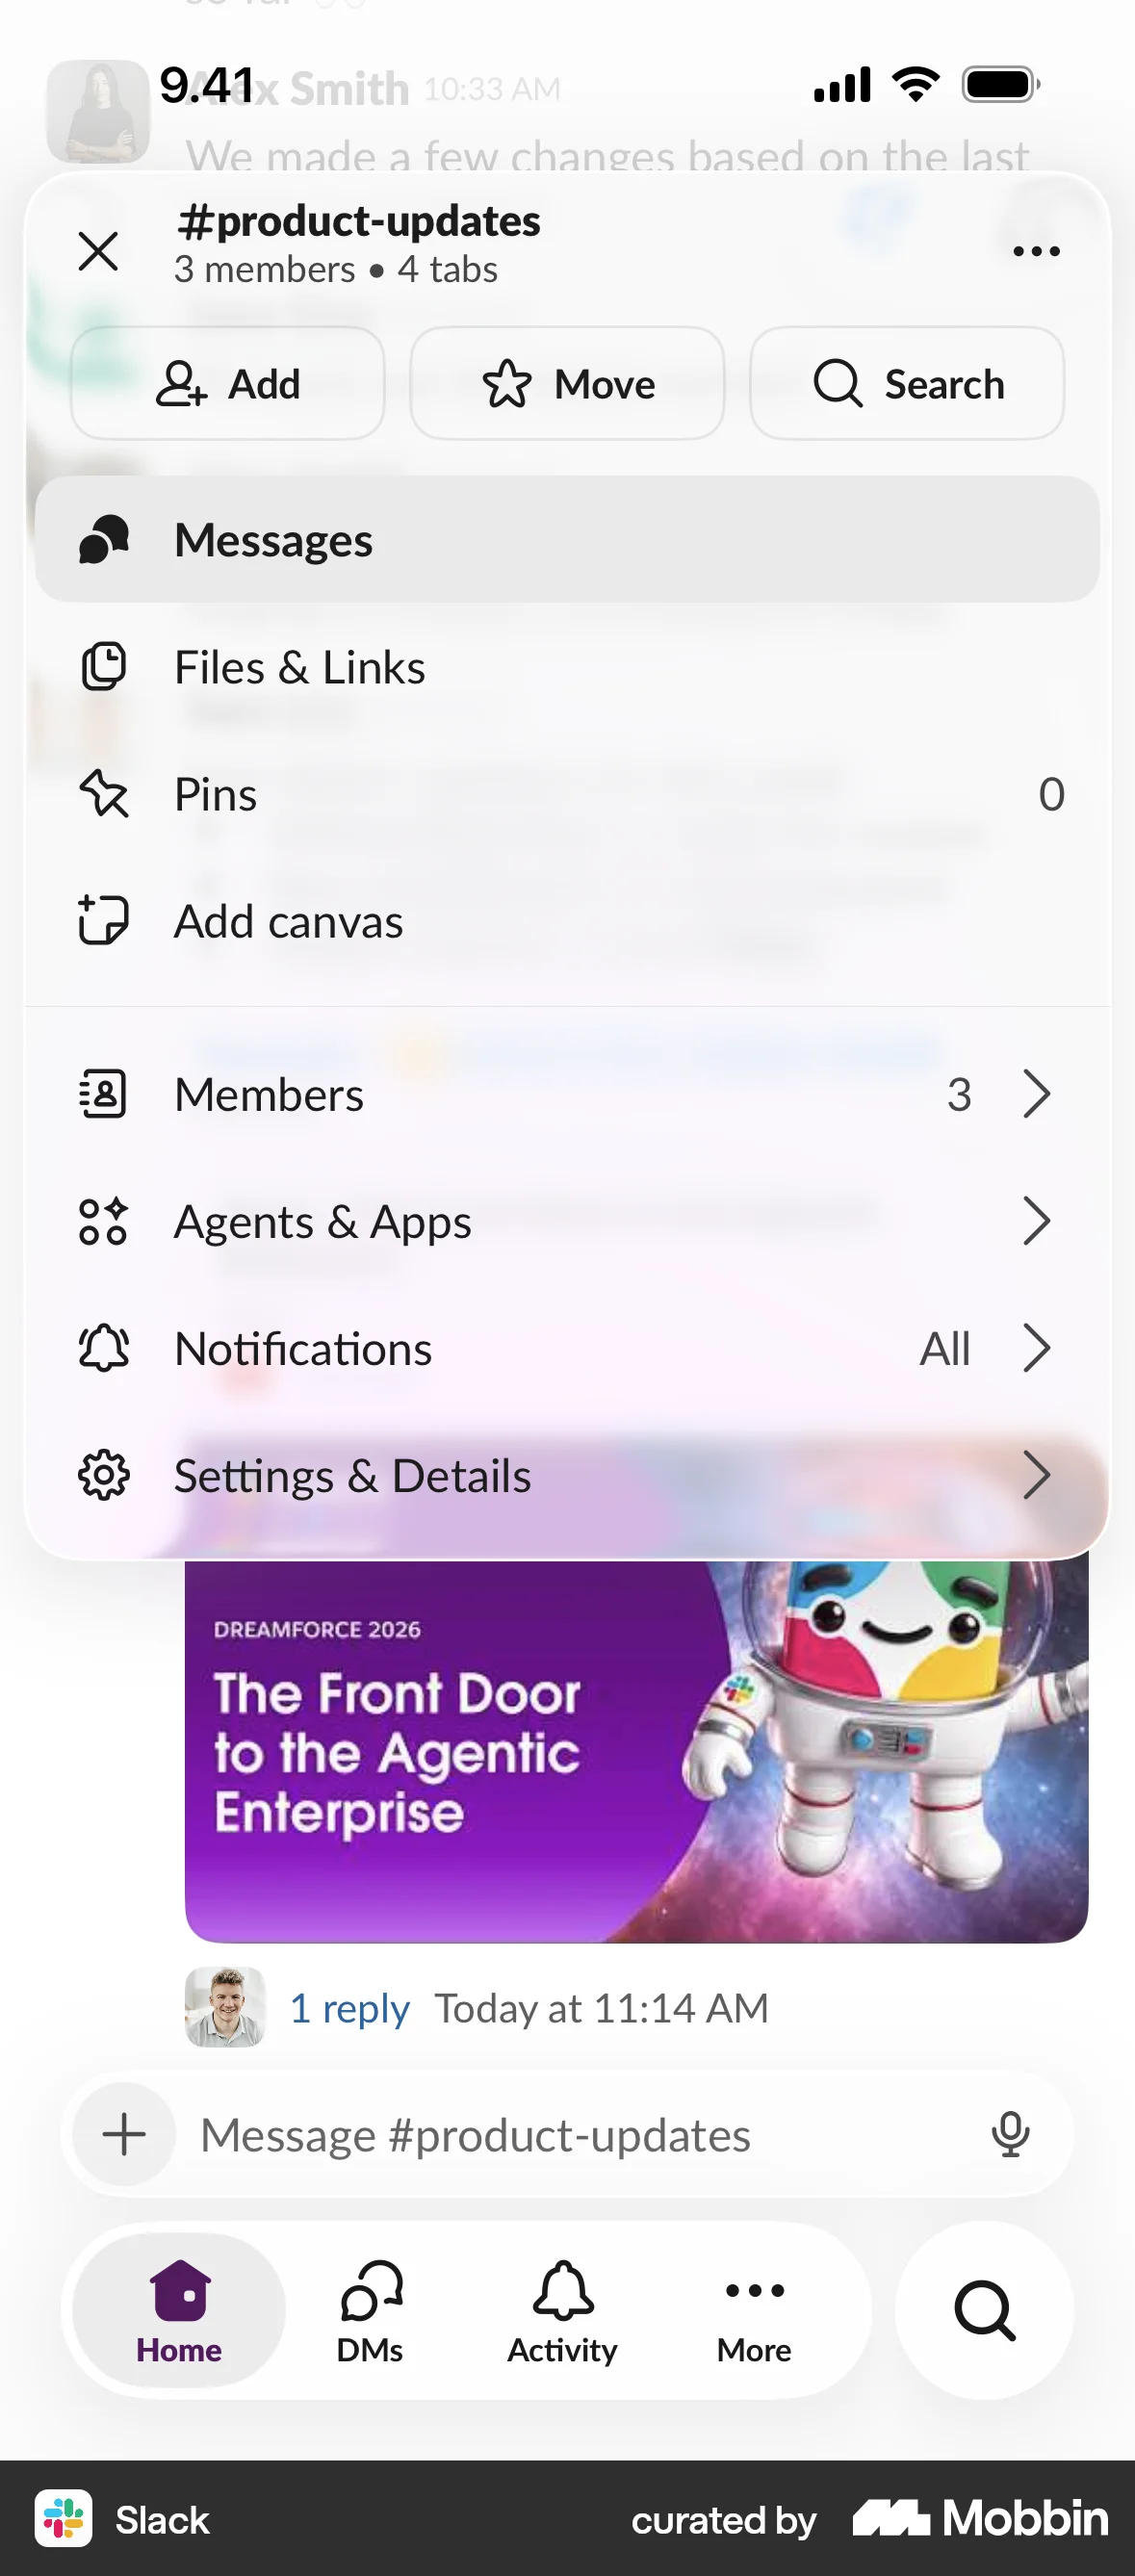 so far
Alex Smith 10:33 AM
9.41
We made a few changes based on the last
#product-updates
3 members • 4 tabs
Add
Move
Search
Messages
Files & Links
Pins 0
Add canvas
Members 3
Agents & Apps
Notifications All
Settings & Details
DREAMFORCE 2026
The Front Door
to the Agentic
Enterprise
1 reply Today at 11:14 AM
Message #product-updates
Home
DMs
Activity
More
Slack
curated by Mobbin